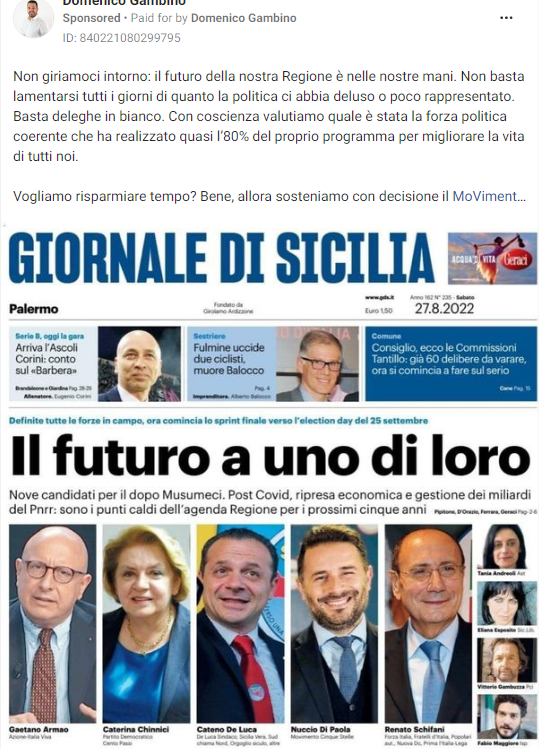 Domenico Gambino
Sponsored • Paid for by Domenico Gambino
ID: 840221080299795
Non giriamoci intorno: il futuro della nostra Regione è nelle nostre mani. Non basta
lamentarsi tutti i giorni di quanto la politica ci abbia deluso o poco rappresentato.
Basta deleghe in bianco. Con coscienza valutiamo quale è stata la forza politica
coerente che ha realizzato quasi l'80% del proprio programma per migliorare la vita
di tutti noi.
Vogliamo risparmiare tempo? Bene, allora sosteniamo con decisione il MoViment...
GIORNALE DI SICILIA
ACQUA DI VITA
Geraci
Palermo
Fondato da
Girolamo Ardizzone
www.gds.it
Euro 1,50
Anno 162 N° 235 - Sabato
27.8.2022
Serie B, oggi la gara
Arriva l'Ascoli
Corini: conto
sul «Barbera»
Brandaleone e Giardina Pag. 28-29
Allenatore. Eugenio Corini
Sestriere
Fulmine uccide
due ciclisti,
muore Balocco
Pag. 4
Imprenditore. Alberto Balocco
Comune
Consiglio, ecco le Commissioni
Tantillo: già 60 delibere da varare,
ora si comincia a fare sul serio
Cane Pag. 15
Definite tutte le forze in campo, ora comincia lo sprint finale verso l'election day del 25 settembre
Il futuro a uno di loro
Nove candidati per il dopo Musumeci. Post Covid, ripresa economica e gestione dei miliardi
del Pnrr: sono i punti caldi dell'agenda Regione per i prossimi cinque anni Pipitone, D'Orazio, Ferrara, Geraci Pag. 2-6
Gaetano Armao
Azione-Italia Viva
Caterina Chinnici
Partito Democratico
Cento Passi
Cateno De Luca
De Luca Sindaco, Sicilia Vera, Sud
chiama Nord, Orgoglio siculo, altre
Nuccio Di Paola
Movimento Cinque Stelle
Renato Schifani
Forza Italia, Fratelli d'Italia, Popolari
aut., Nuova Dc, Prima l'Italia-Lega
Tania Andreoli Aut
Eliana Esposito Sic.Lib.
Vittorio Gambuzza Pci
Fabio Maggiore Isp